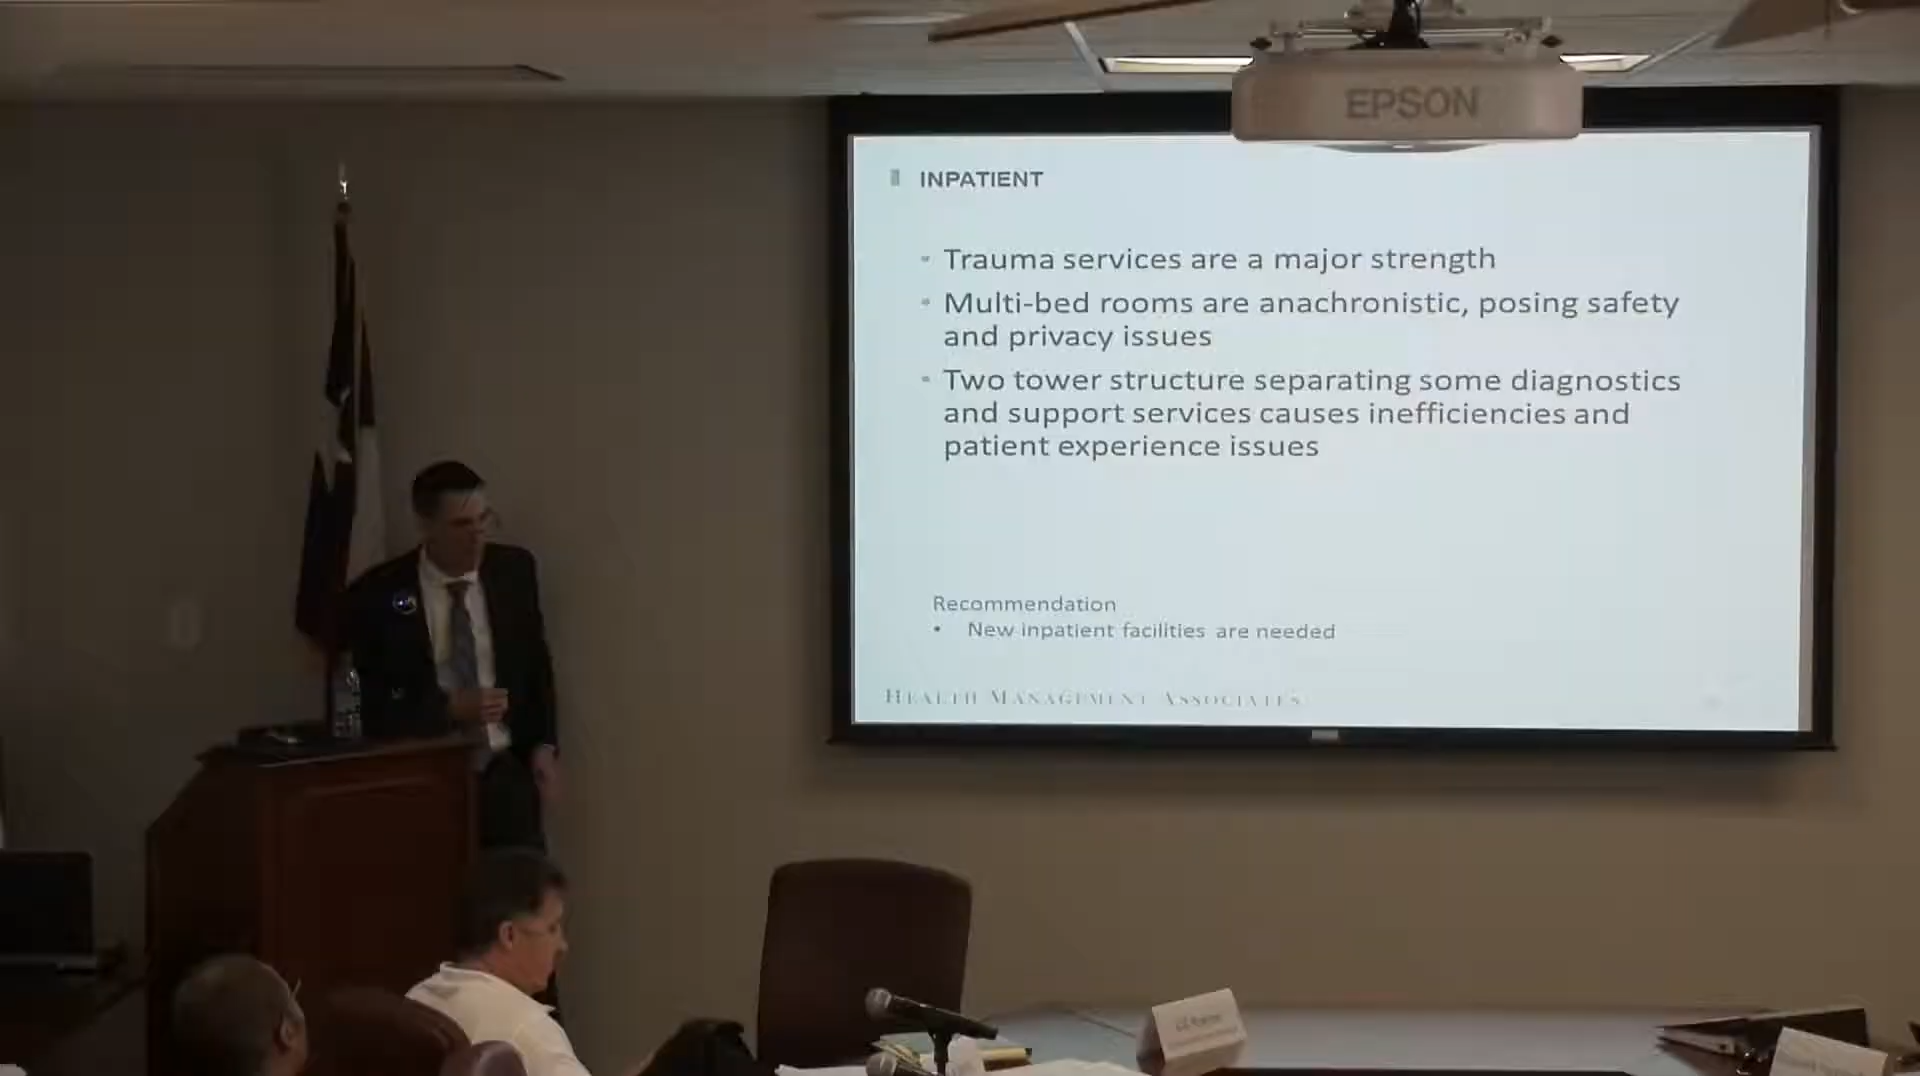 EPSON
INPATIENT
Trauma services are a major strength
Multi-bed rooms are anachronistic, posing safety
and privacy issues
Two tower structure separating some diagnostics
and support services causes inefficiencies and
patient experience issues
Recommendation
• New inpatient facilities are needed
HEALTH MANAGEMENT ASSOCIATES